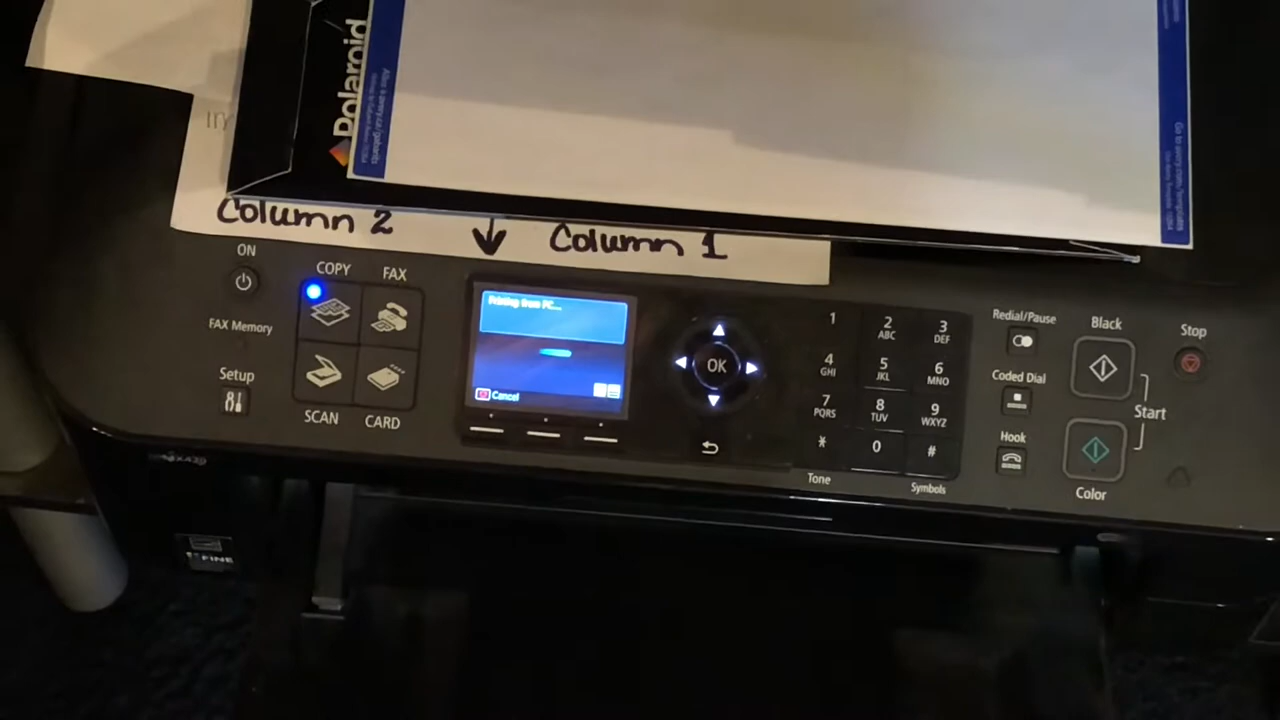 Polaroid
Column 2
Column 1
ON
COPY
FAX
FAX Memory
Setup
SCAN
CARD
Printing from PC...
Cancel
OK
1
2
ABC
3
DEF
4
GHI
5
JKL
6
MNO
7
PQRS
8
TUV
9
WXYZ
*
0
#
Tone
Symbols
Redial/Pause
Coded Dial
Hook
Black
Stop
Start
Color
FINE